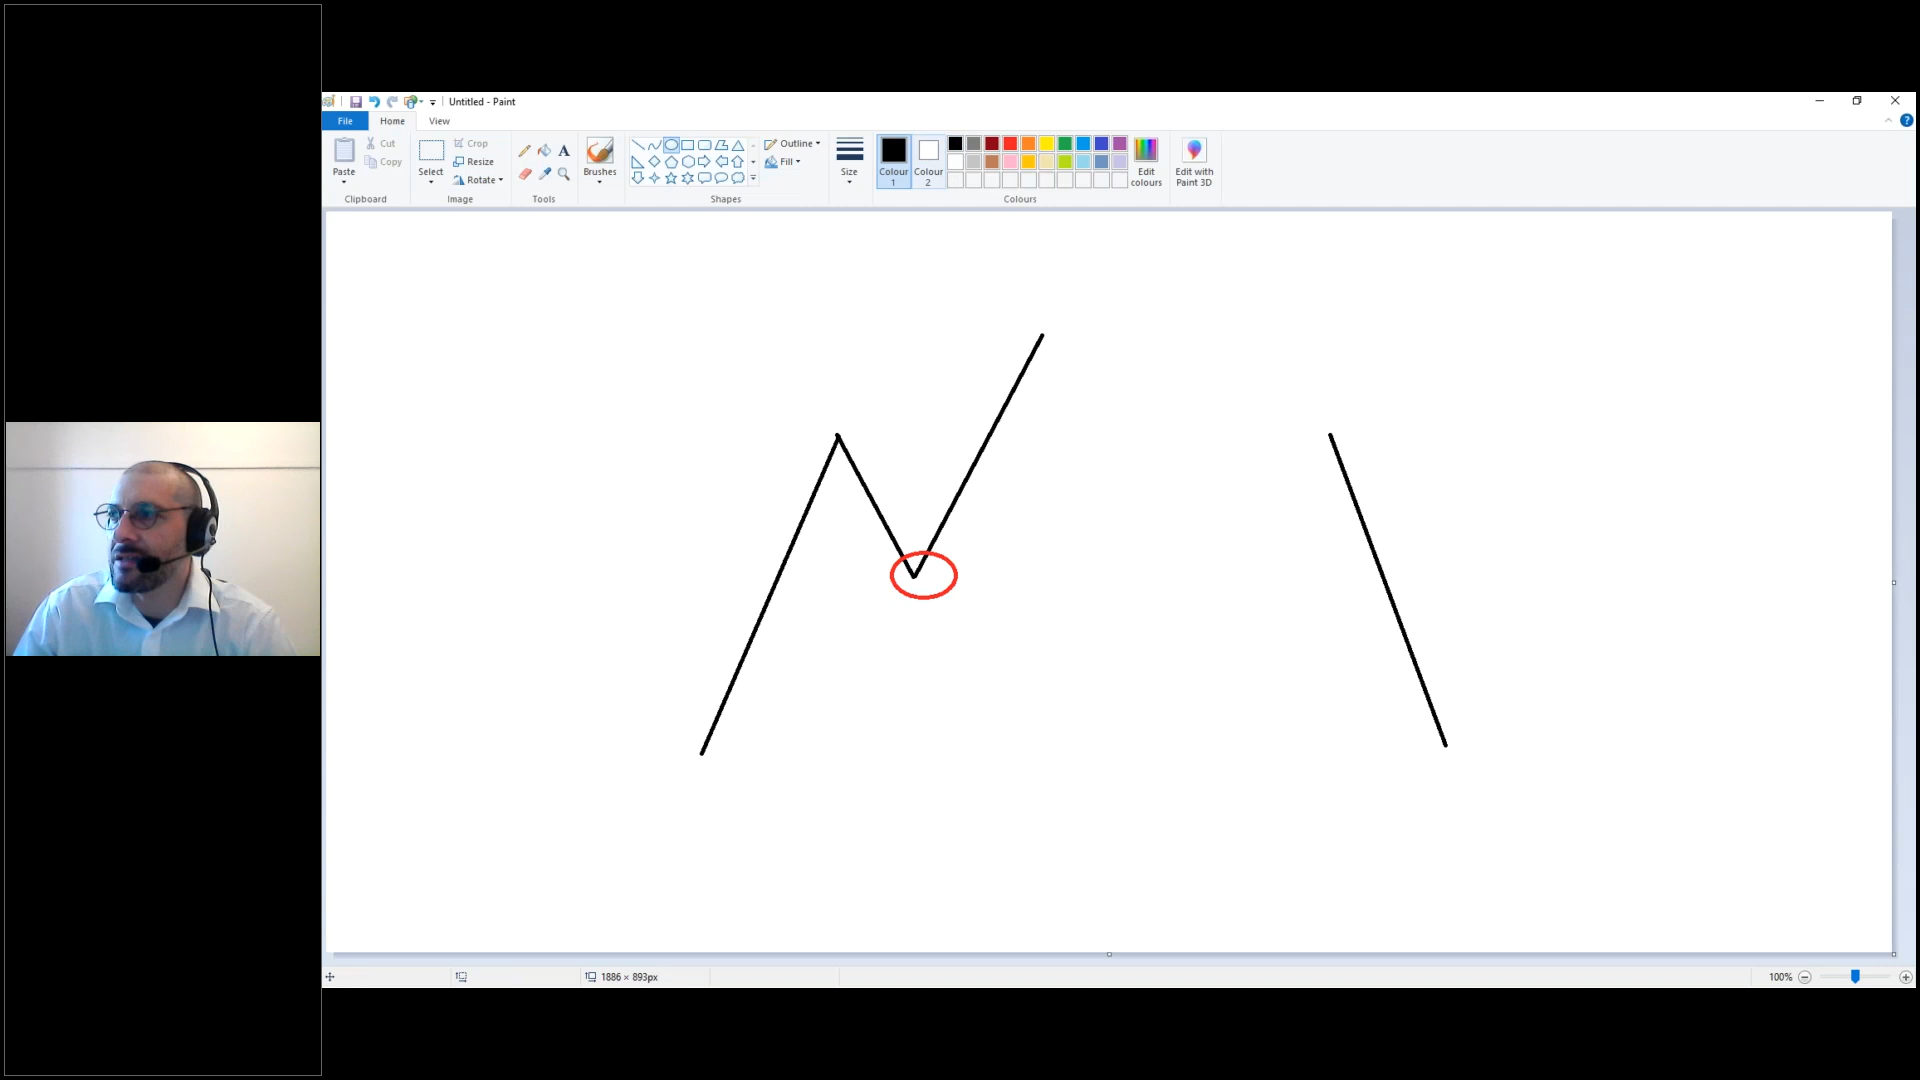 Untitled - Paint
File Home View
Paste
Cut
Copy
Clipboard
Select
Crop
Resize
Rotate
Image
A
Tools
Brushes
Outline
Fill
Shapes
Size
Colour 1
Colour 2
Edit colours
Colours
Edit with Paint 3D
1886 × 893px
100%